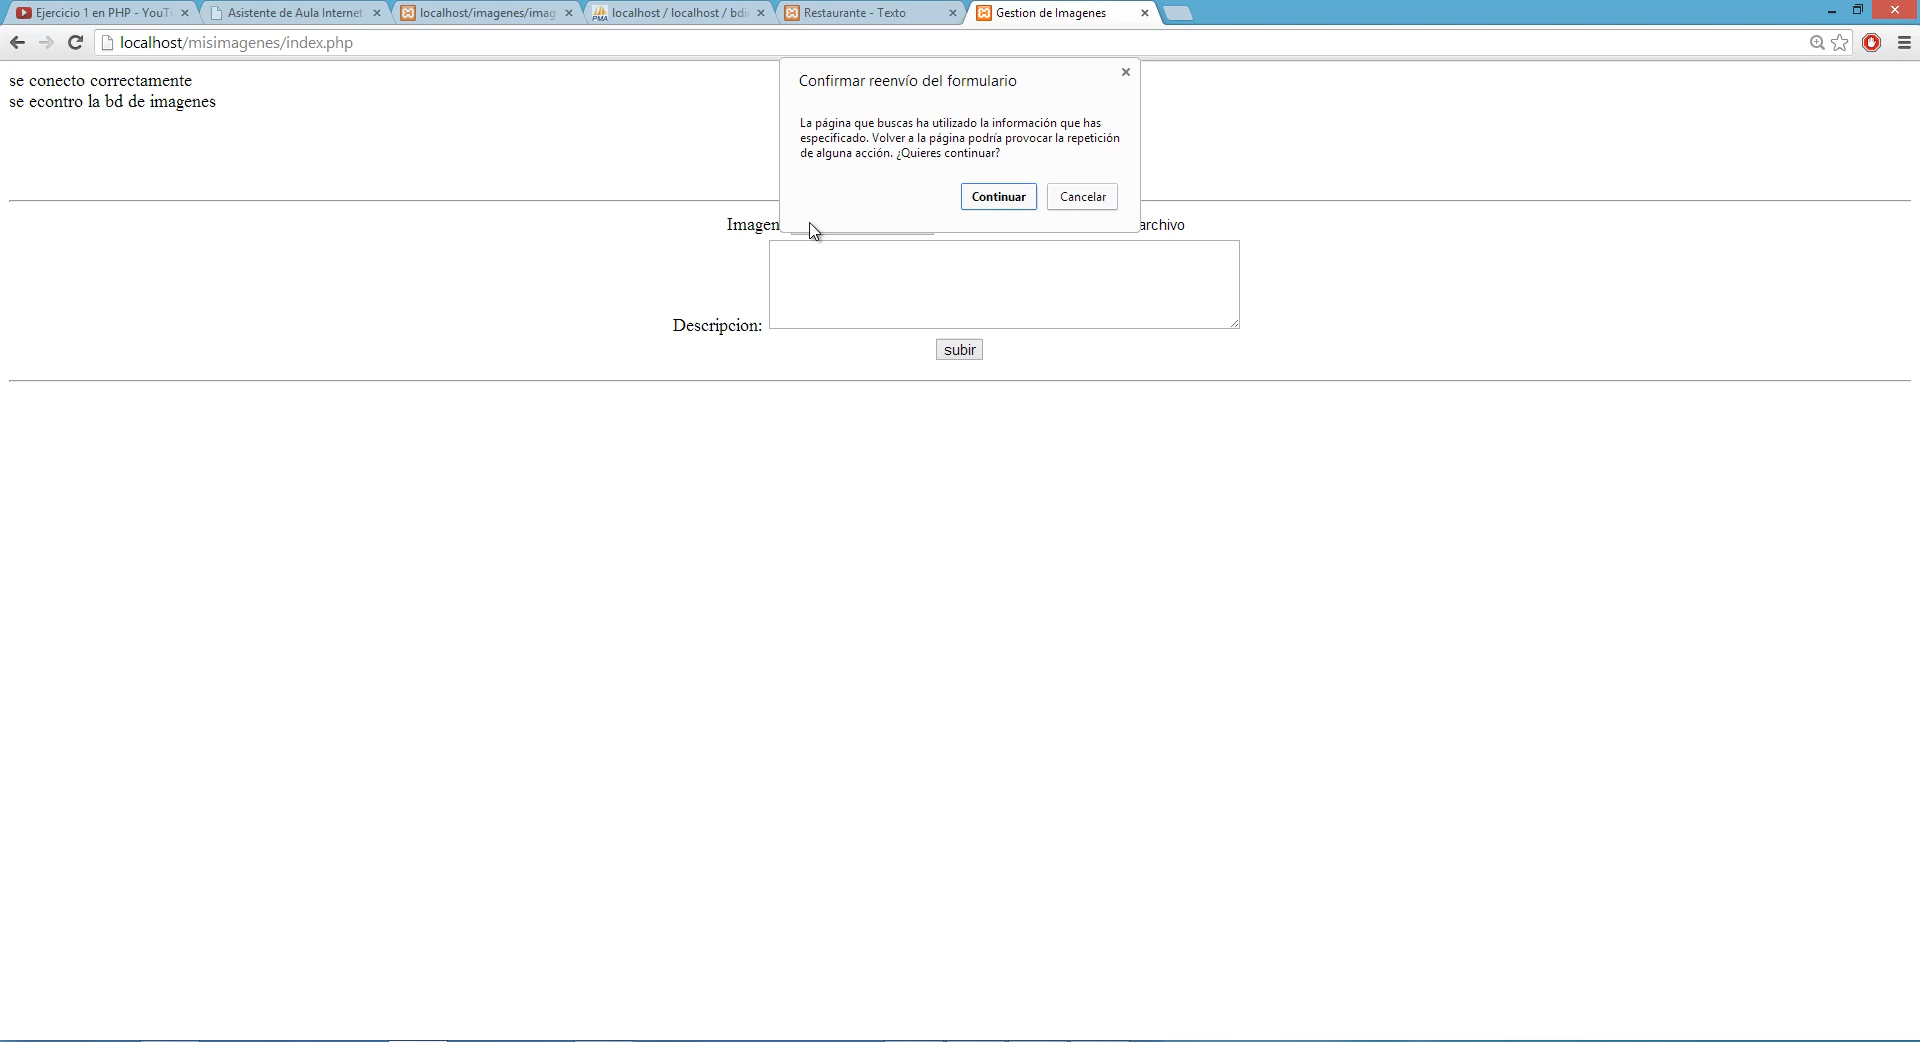 Ejercicio 1 en PHP - YouT
Asistente de Aula Internet
localhost/imagenes/imag
localhost / localhost / bdi
Restaurante - Texto
Gestion de Imagenes
localhost/misimagenes/index.php
se conecto correctamente
se econtro la bd de imagenes
Confirmar reenvío del formulario
La página que buscas ha utilizado la información que has
especificado. Volver a la página podría provocar la repetición
de alguna acción. ¿Quieres continuar?
Continuar Cancelar
Imagen archivo
Descripcion:
subir